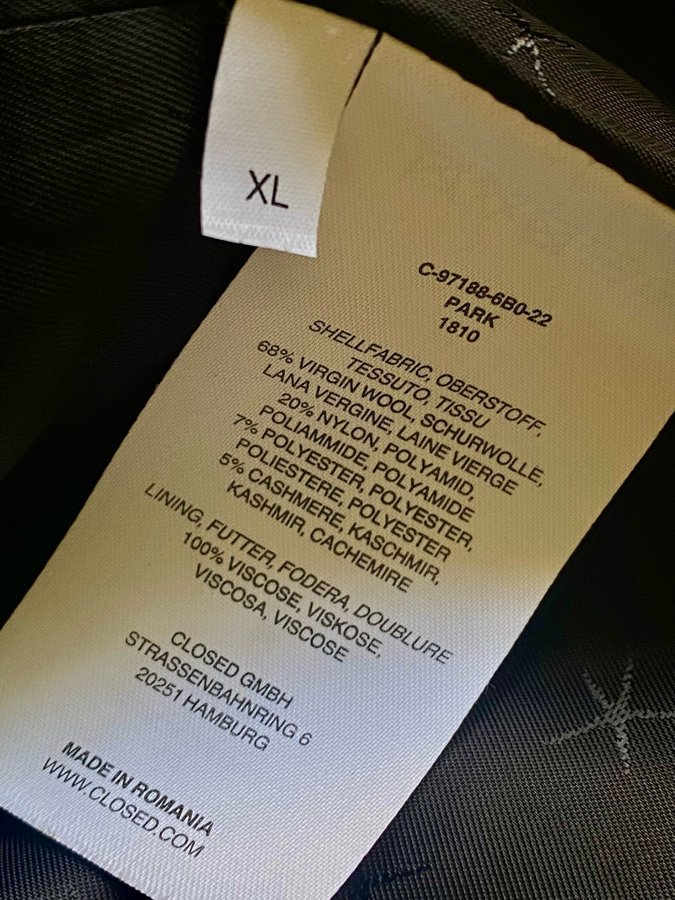 XL
C-97188-6B0-22
PARK
1810
SHELLFABRIC, OBERSTOFF,
TESSUTO, TISSU
68% VIRGIN WOOL, SCHURWOLLE,
LANA VERGINE, LAINE VIERGE
20% NYLON, POLYAMID,
POLIAMMIDE, POLYAMIDE
7% POLYESTER, POLYESTER,
POLIESTERE, POLYESTER
5% CASHMERE, KASCHMIR,
KASHMIR, CACHEMIRE
LINING, FUTTER, FODERA, DOUBLURE
100% VISCOSE, VISKOSE,
VISCOSA, VISCOSE
CLOSED GMBH
STRASSENBAHNRING 6
20251 HAMBURG
MADE IN ROMANIA
WWW.CLOSED.COM